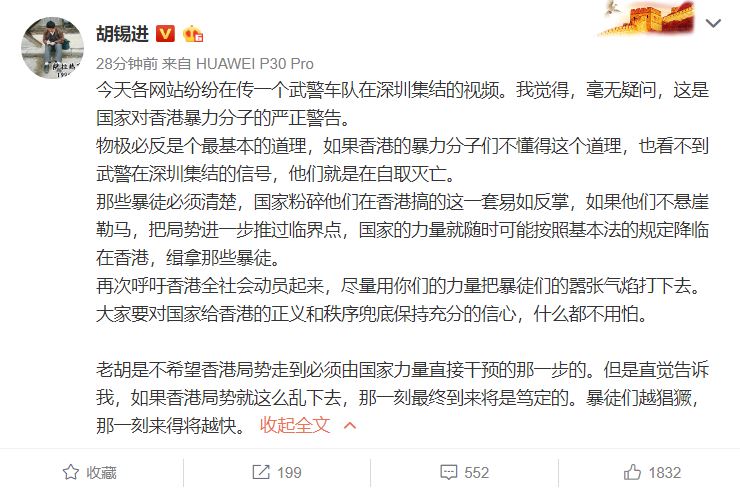 胡锡进
28分钟前 来自 HUAWEI P30 Pro
今天各网站纷纷在传一个武警车队在深圳集结的视频。我觉得，毫无疑问，这是
国家对香港暴力分子的严正警告。
物极必反是个最基本的道理，如果香港的暴力分子们不懂得这个道理，也看不到
武警在深圳集结的信号，他们就是在自取灭亡。
那些暴徒必须清楚，国家粉碎他们在香港搞的这一套易如反掌，如果他们不悬崖
勒马，把局势进一步推过临界点，国家的力量就随时可能按照基本法的规定降临
在香港，缉拿那些暴徒。
再次呼吁香港全社会动员起来，尽量用你们的力量把暴徒们的嚣张气焰打下去。
大家要对国家给香港的正义和秩序兜底保持充分的信心，什么都不用怕。
老胡是不希望香港局势走到必须由国家力量直接干预的那一步的。但是直觉告诉
我，如果香港局势就这么乱下去，那一刻最终到来将是笃定的。暴徒们越猖獗，
那一刻来得将越快。 收起全文
收藏
199
552
1832